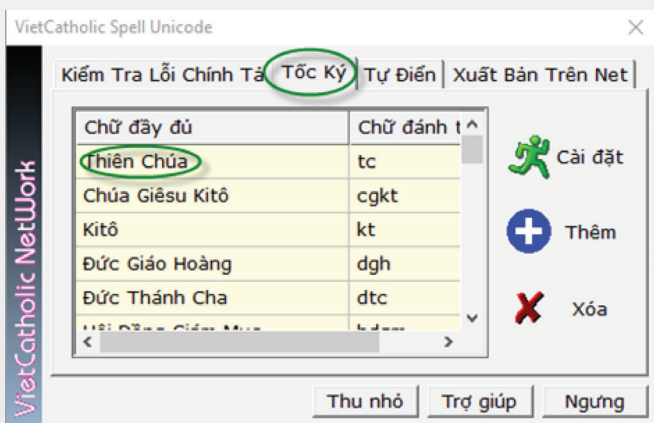 VietCatholic Spell Unicode
Kiểm Tra Lỗi Chính Tả Tốc Ký Tự Điển Xuất Bản Trên Net
VietCatholic NetWork
Chữ đầy đủ Chữ đánh t
Thiên Chúa tc
Chúa Giêsu Kitô cgkt
Kitô kt
Đức Giáo Hoàng dgh
Đức Thánh Cha dtc
Cài đặt
Thêm
Xóa
Thu nhỏ Trợ giúp Ngưng